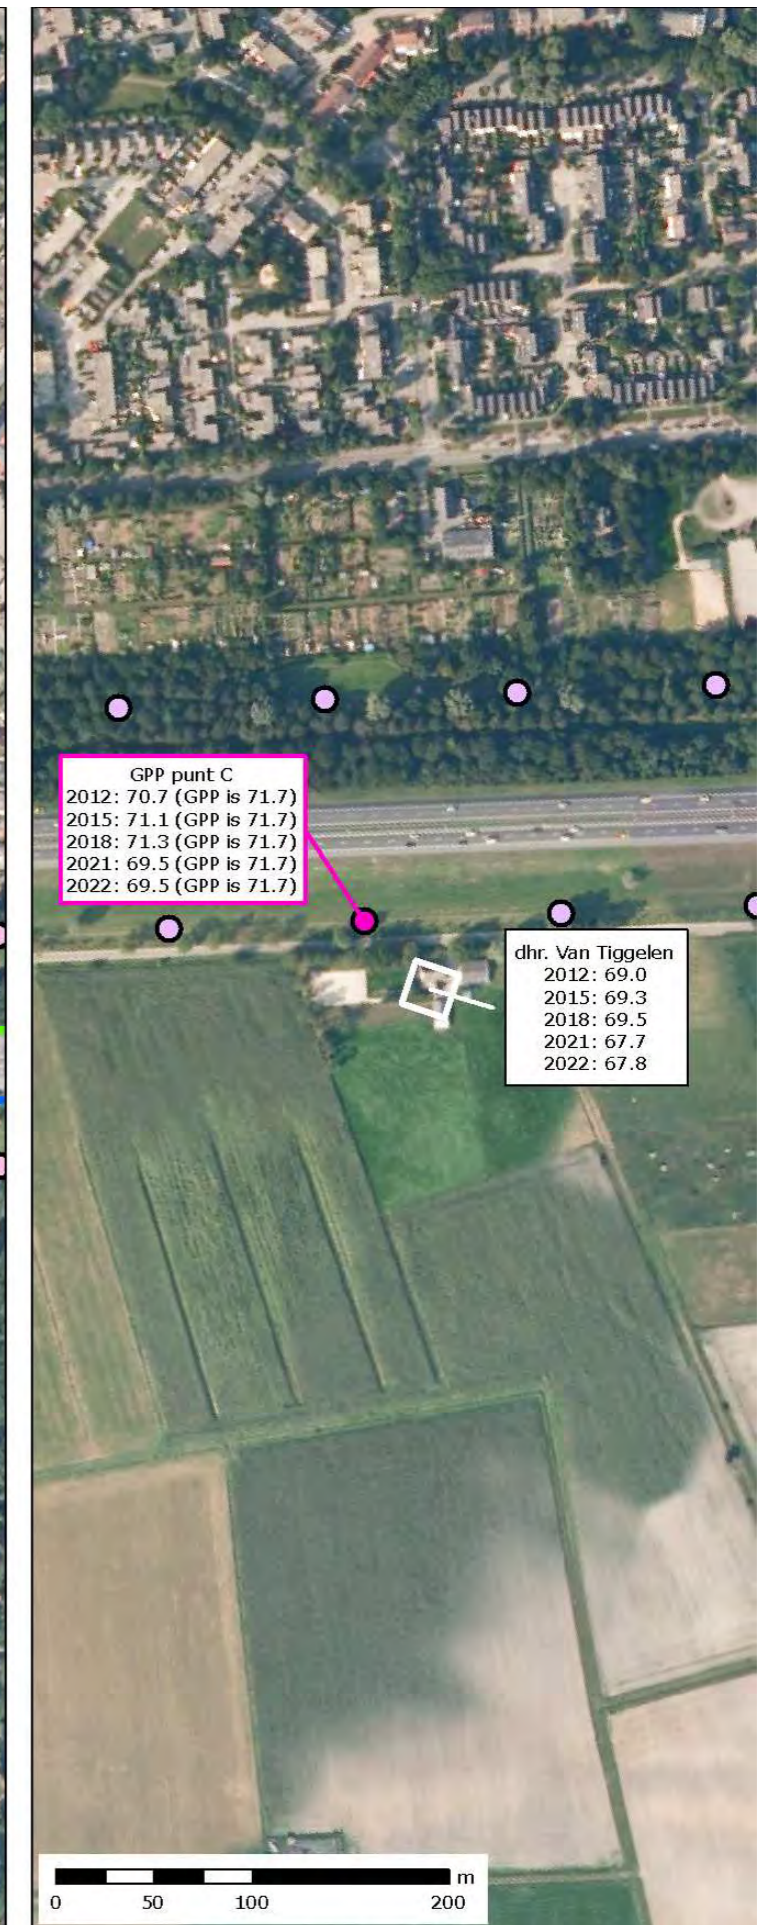 GPP punt C
2012: 70.7 (GPP is 71.7)
2015: 71.1 (GPP is 71.7)
2018: 71.3 (GPP is 71.7)
2021: 69.5 (GPP is 71.7)
2022: 69.5 (GPP is 71.7)
dhr. Van Tiggelen
2012: 69.0
2015: 69.3
2018: 69.5
2021: 67.7
2022: 67.8
m
0 50 100 200